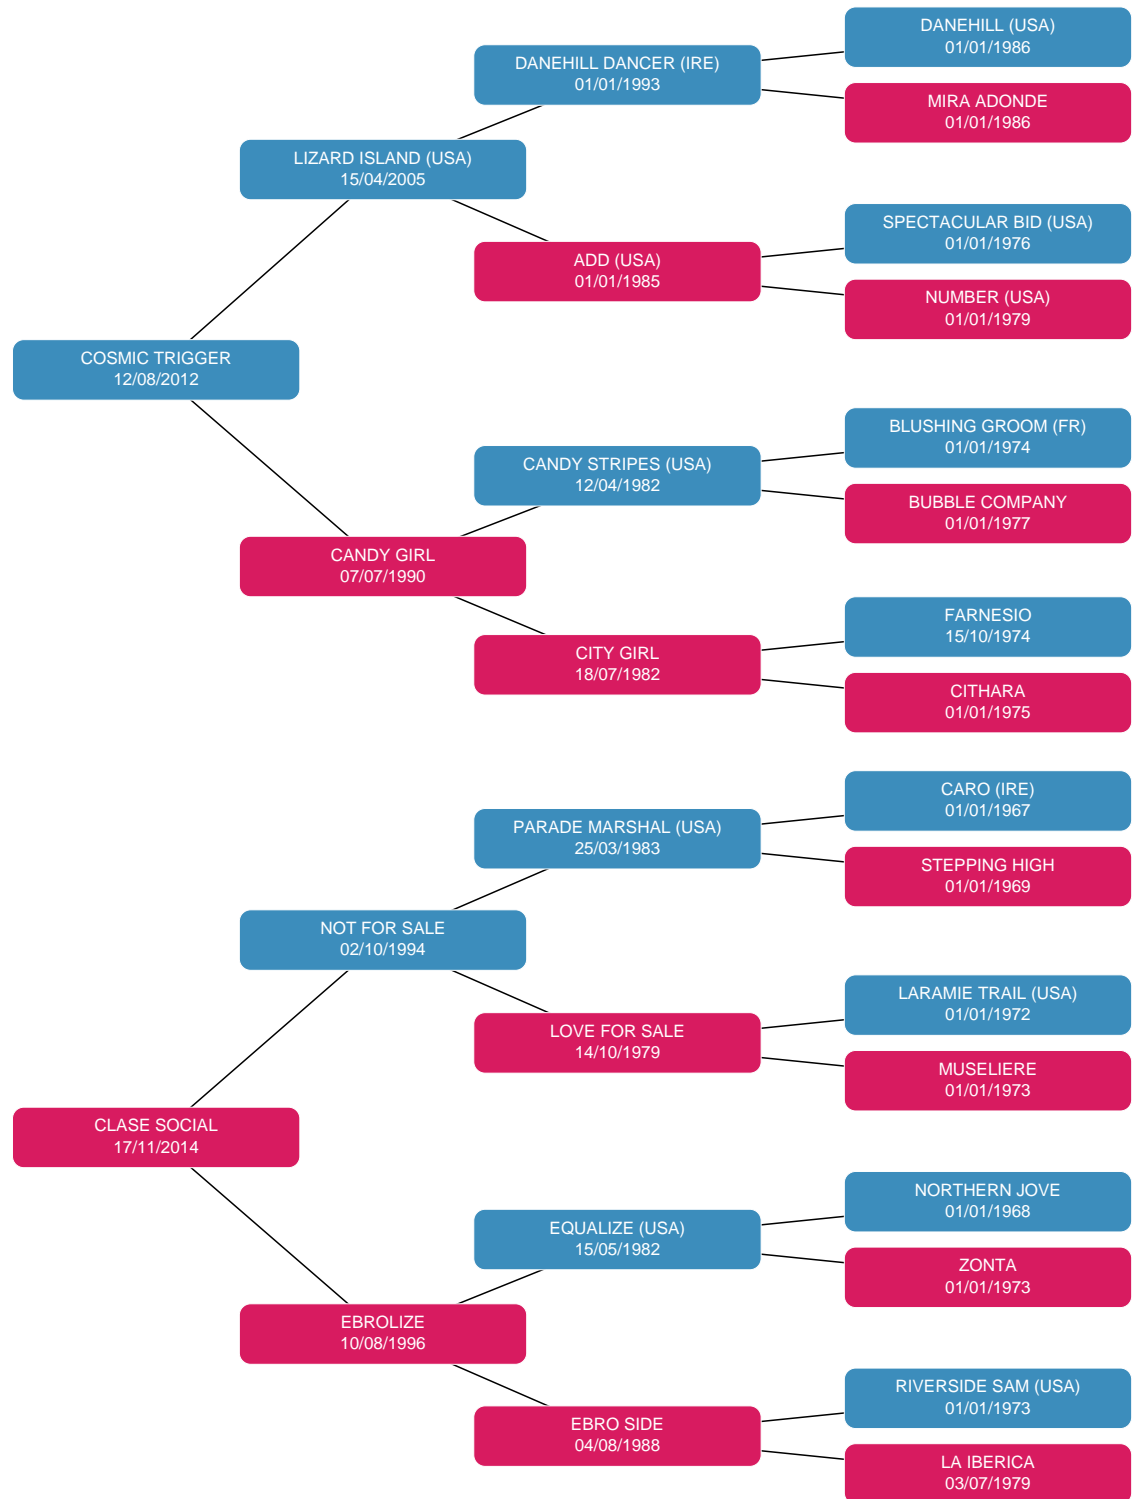 DANEHILL (USA)
01/01/1986
DANEHILL DANCER (IRE)
01/01/1993
MIRA ADONDE
01/01/1986
LIZARD ISLAND (USA)
15/04/2005
SPECTACULAR BID (USA)
01/01/1976
ADD (USA)
01/01/1985
NUMBER (USA)
01/01/1979
COSMIC TRIGGER
12/08/2012
BLUSHING GROOM (FR)
01/01/1974
CANDY STRIPES (USA)
12/04/1982
BUBBLE COMPANY
01/01/1977
CANDY GIRL
07/07/1990
FARNESIO
15/10/1974
CITY GIRL
18/07/1982
CITHARA
01/01/1975
CARO (IRE)
01/01/1967
PARADE MARSHAL (USA)
25/03/1983
STEPPING HIGH
01/01/1969
NOT FOR SALE
02/10/1994
LARAMIE TRAIL (USA)
01/01/1972
LOVE FOR SALE
14/10/1979
MUSELIERE
01/01/1973
CLASE SOCIAL
17/11/2014
NORTHERN JOVE
01/01/1968
EQUALIZE (USA)
15/05/1982
ZONTA
01/01/1973
EBROLIZE
10/08/1996
RIVERSIDE SAM (USA)
01/01/1973
EBRO SIDE
04/08/1988
LA IBERICA
03/07/1979